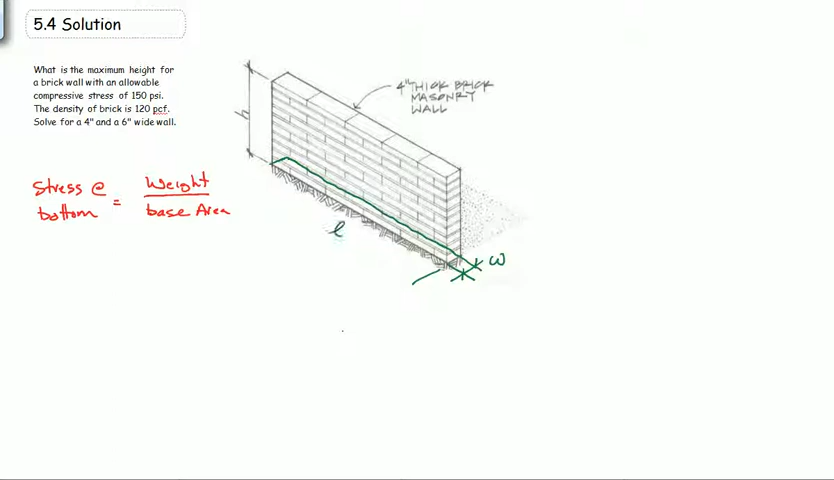 5.4 Solution
What is the maximum height for
a brick wall with an allowable
compressive stress of 150 psi.
The density of brick is 120 pcf.
Solve for a 4" and a 6" wide wall.
4" THICK BRICK
MASONRY
WALL
h
Stress @
bottom
=
Weight
base Area
l
w